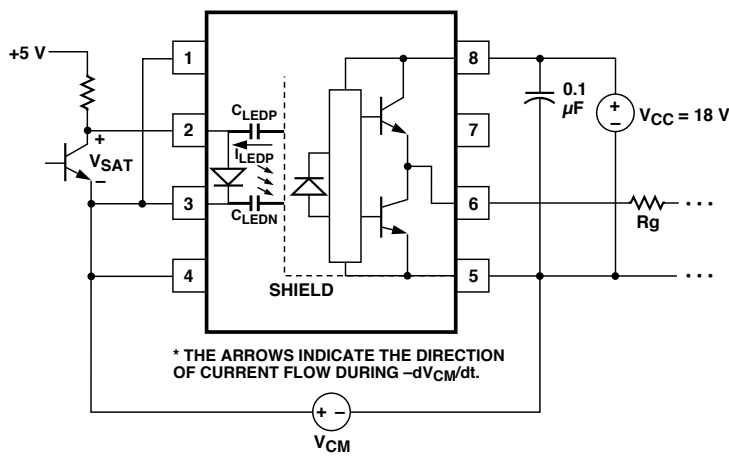 +5 V
1
2
3
4
+
V_SAT
–
C_LEDP
I_LEDP
C_LEDN
SHIELD
8
7
6
5
0.1
µF
+
–
V_CC = 18 V
Rg
• • •
• • •
* THE ARROWS INDICATE THE DIRECTION
OF CURRENT FLOW DURING –dV_CM/dt.
+ –
V_CM